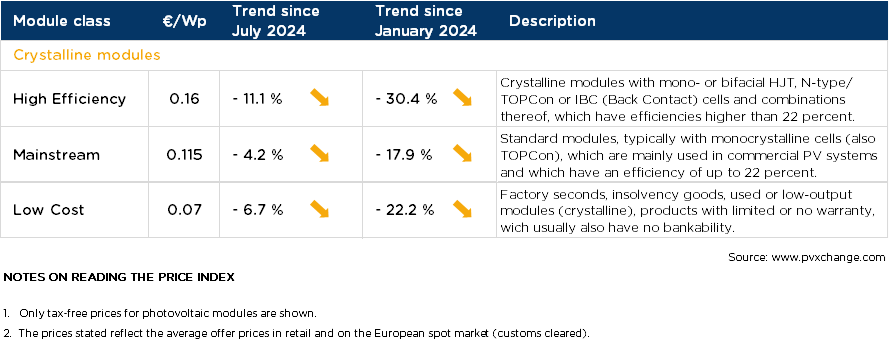 Module class €/Wp Trend since July 2024 Trend since January 2024 Description
Crystalline modules
High Efficiency 0.16 - 11.1 % - 30.4 % Crystalline modules with mono- or bifacial HJT, N-type/
TOPCon or IBC (Back Contact) cells and combinations
thereof, which have efficiencies higher than 22 percent.
Mainstream 0.115 - 4.2 % - 17.9 % Standard modules, typically with monocrystalline cells (also
TOPCon), which are mainly used in commercial PV systems
and which have an efficiency of up to 22 percent.
Low Cost 0.07 - 6.7 % - 22.2 % Factory seconds, insolvency goods, used or low-output
modules (crystalline), products with limited or no warranty,
wich usually also have no bankability.
Source: www.pvxchange.com
NOTES ON READING THE PRICE INDEX
1. Only tax-free prices for photovoltaic modules are shown.
2. The prices stated reflect the average offer prices in retail and on the European spot market (customs cleared).